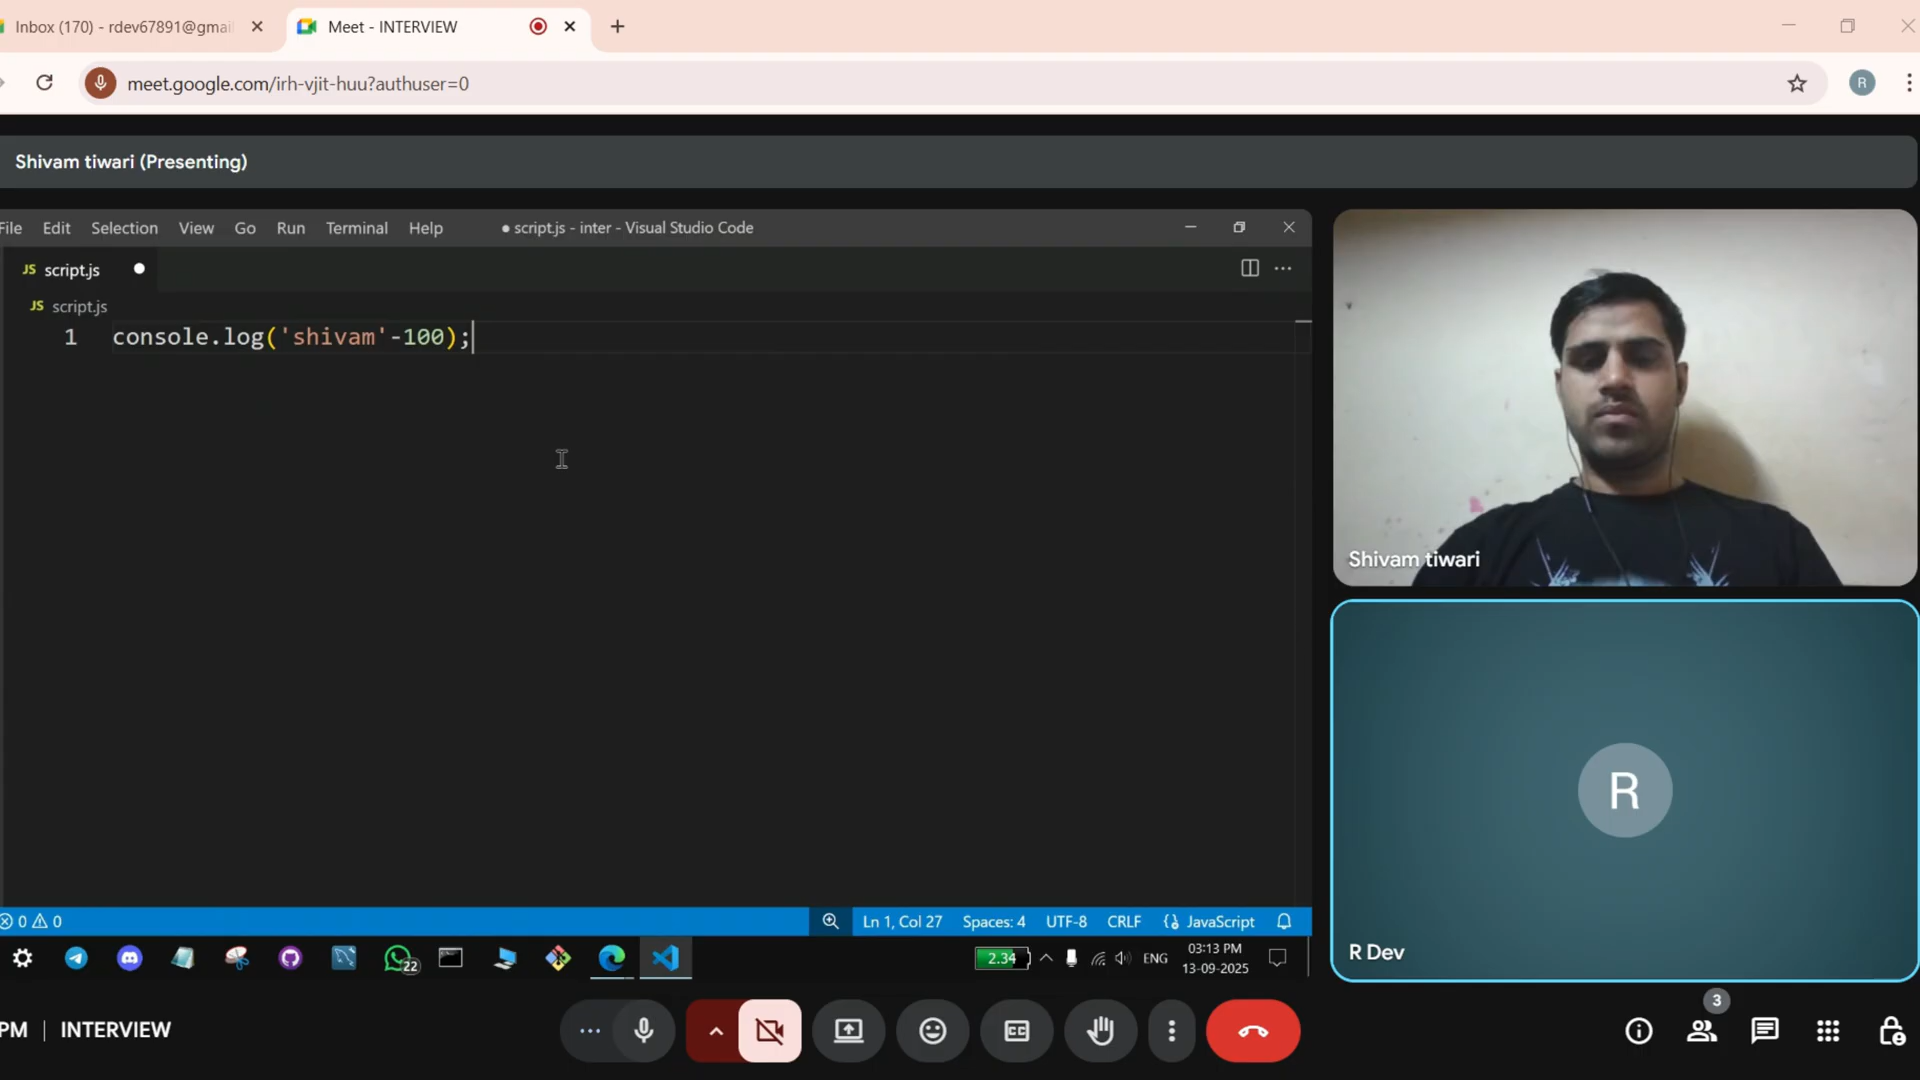 Inbox (170) - rdev67891@gmai
Meet - INTERVIEW
meet.google.com/irh-vjit-huu?authuser=0
R
Shivam tiwari (Presenting)
File Edit Selection View Go Run Terminal Help
● script.js - inter - Visual Studio Code
JS script.js
JS script.js
1 console.log('shivam'-100);
Shivam tiwari
R
R Dev
0 0
Ln 1, Col 27 Spaces: 4 UTF-8 CRLF {} JavaScript
22
2.34
ENG
03:13 PM
13-09-2025
PM | INTERVIEW
CC
3